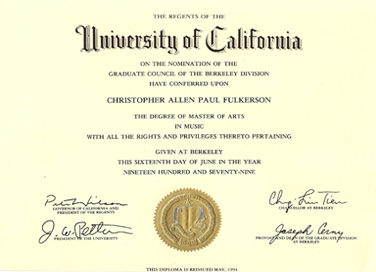 THE REGENTS OF THE
University of California
ON THE NOMINATION OF THE
GRADUATE COUNCIL OF THE BERKELEY DIVISION
HAVE CONFERRED UPON
CHRISTOPHER ALLEN PAUL FULKERSON
THE DEGREE OF MASTER OF ARTS
IN MUSIC
WITH ALL THE RIGHTS AND PRIVILEGES THERETO PERTAINING
GIVEN AT BERKELEY
THIS SIXTEENTH DAY OF JUNE IN THE YEAR
NINETEEN HUNDRED AND SEVENTY-NINE
Pete Wilson
GOVERNOR OF CALIFORNIA AND
PRESIDENT OF THE REGENTS
Chang-Lin Tien
CHANCELLOR AT BERKELEY
PRESIDENT OF THE UNIVERSITY
Joseph Cerny
PROVOST AND DEAN OF THE GRADUATE DIVISION
AT BERKELEY
THIS DIPLOMA IS REISSUED MAY, 1994